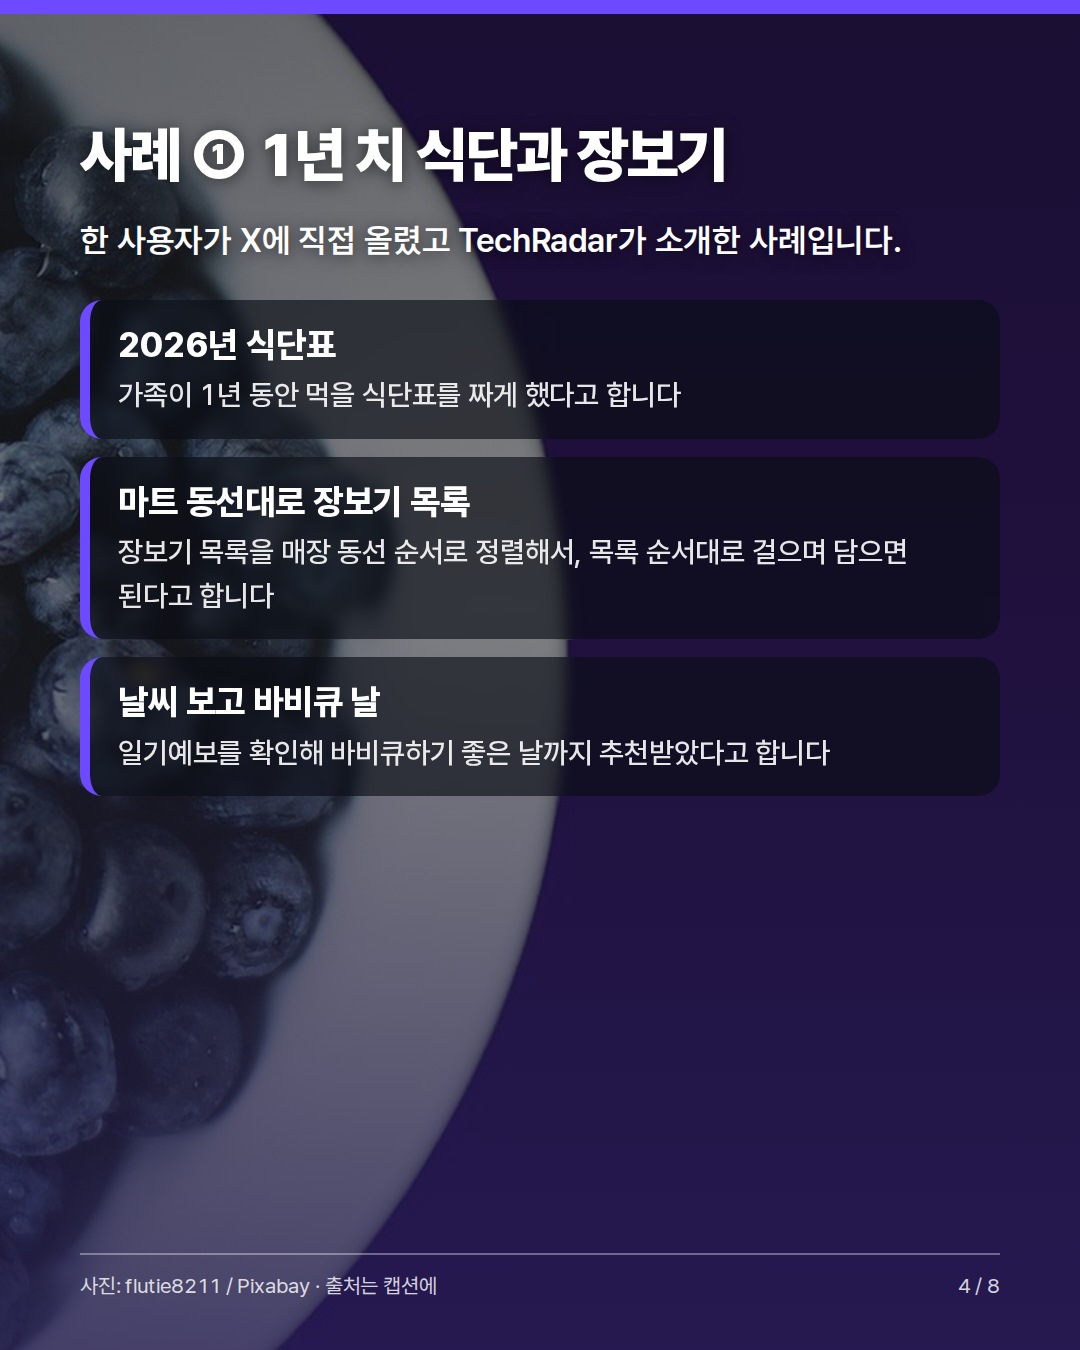 사례 ① 1년 치 식단과 장보기
한 사용자가 X에 직접 올렸고 TechRadar가 소개한 사례입니다.
2026년 식단표
가족이 1년 동안 먹을 식단표를 짜게 했다고 합니다
마트 동선대로 장보기 목록
장보기 목록을 매장 동선 순서로 정렬해서, 목록 순서대로 걸으며 담으면
된다고 합니다
날씨 보고 바비큐 날
일기예보를 확인해 바비큐하기 좋은 날까지 추천받았다고 합니다
사진: flutie8211 / Pixabay · 출처는 캡션에
4 / 8